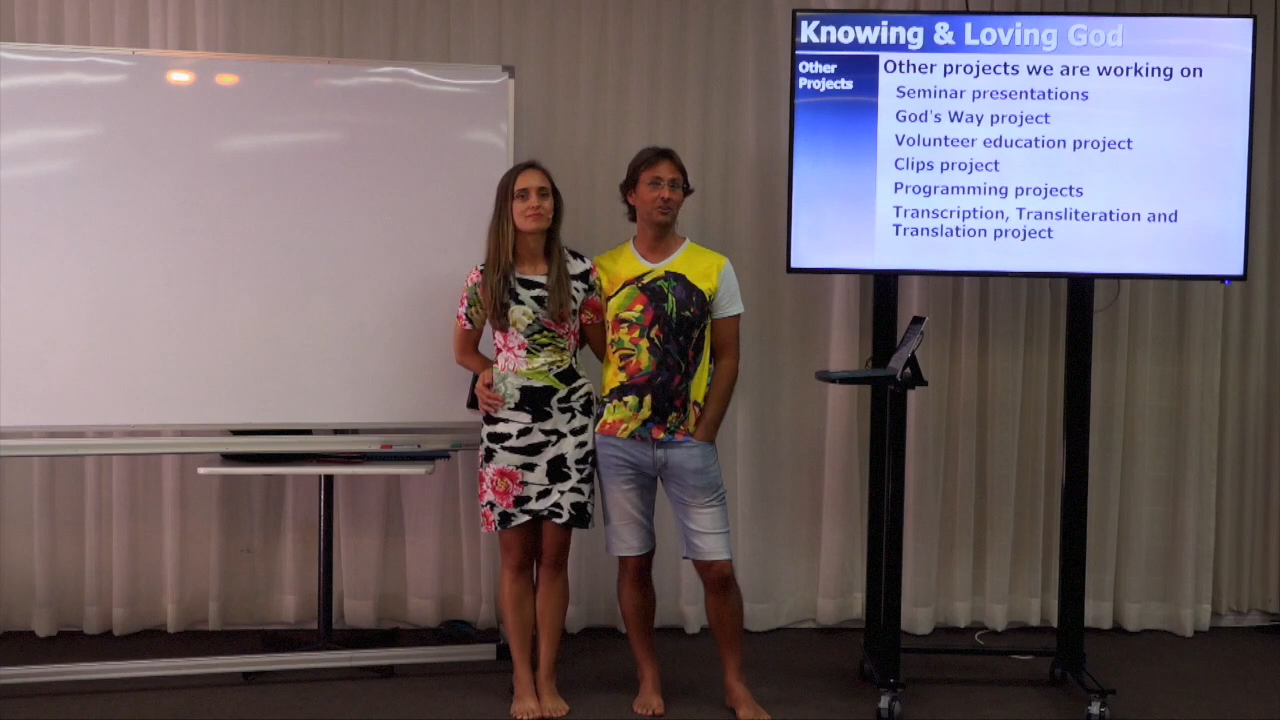 Knowing & Loving God
Other
Projects
Other projects we are working on
Seminar presentations
God's Way project
Volunteer education project
Clips project
Programming projects
Transcription, Transliteration and
Translation project